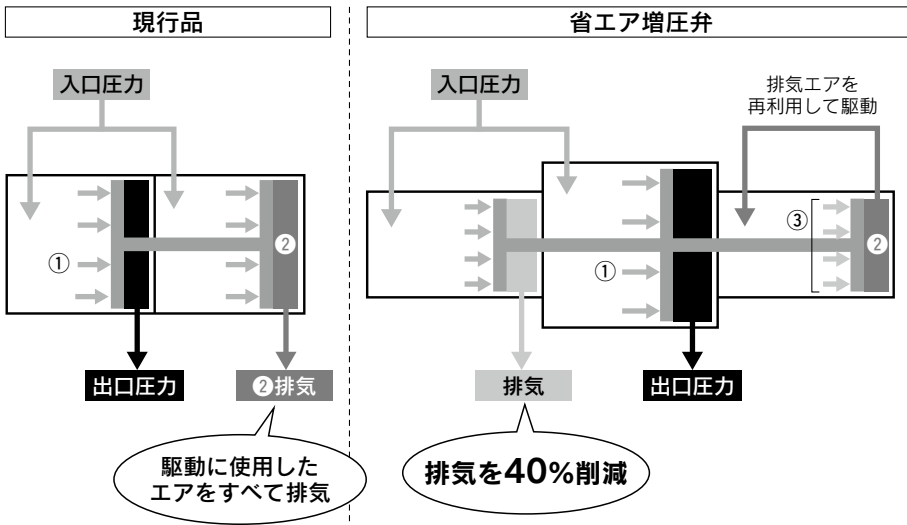 現行品
入口圧力
①
②
出口圧力
②排気
駆動に使用した
エアをすべて排気
省エア増圧弁
入口圧力
排気エアを
再利用して駆動
①
③
②
排気
出口圧力
排気を40%削減